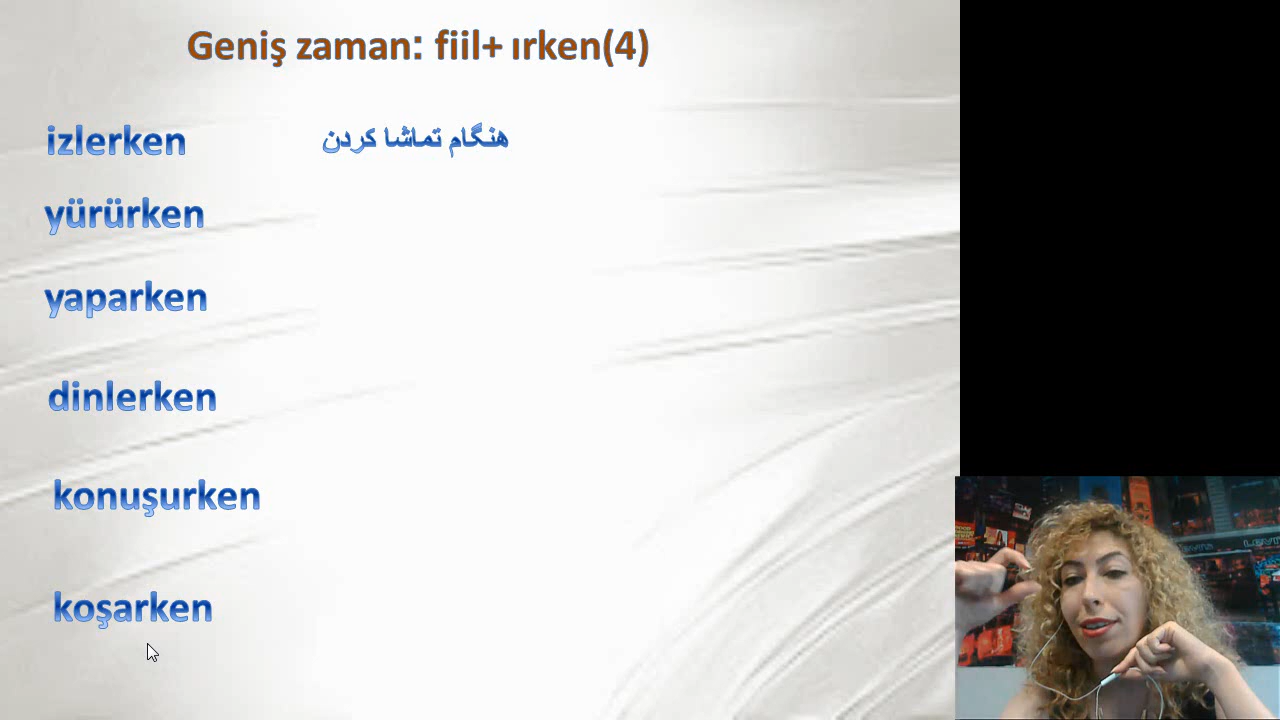 Geniş zaman: fiil+ ırken(4)
izlerken هنگام تماشا کردن
yürürken
yaparken
dinlerken
konuşurken
koşarken